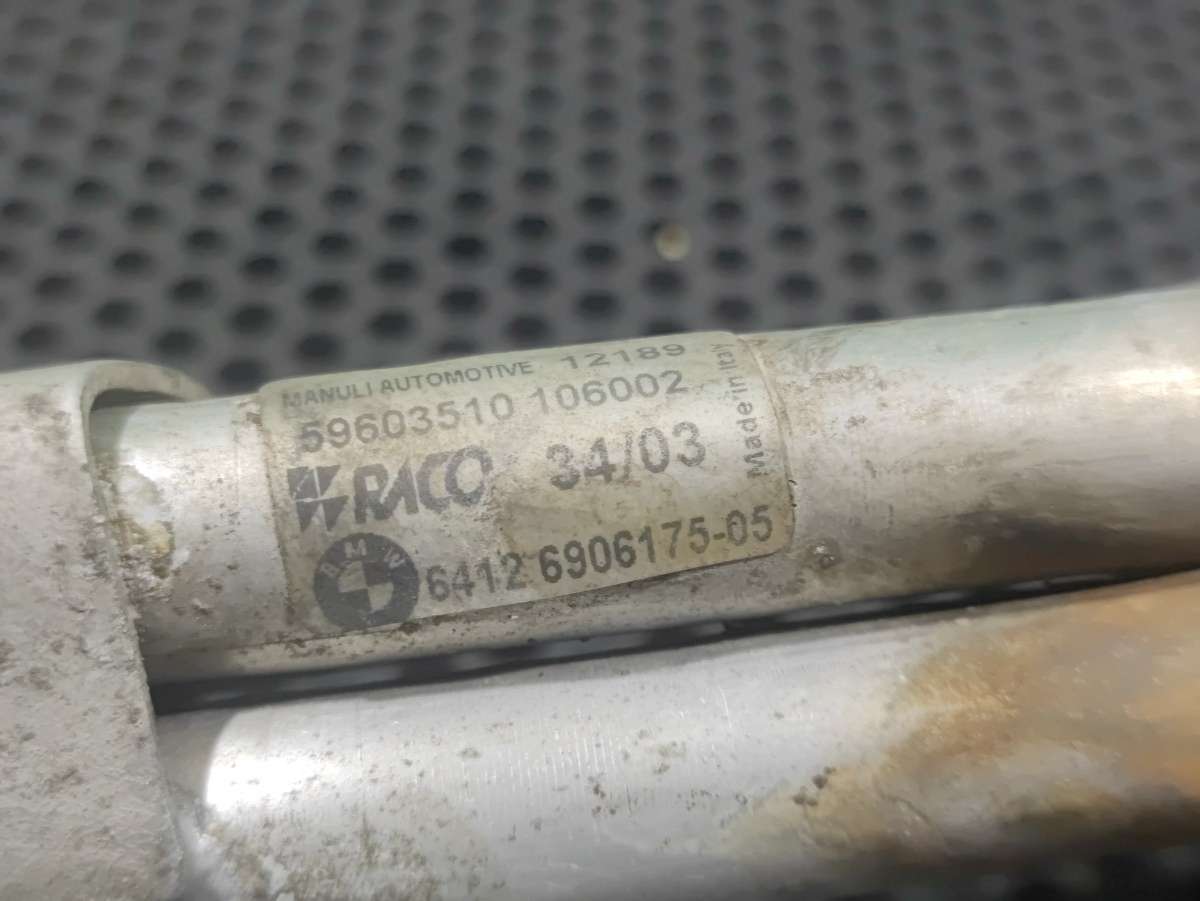 MANULI AUTOMOTIVE 12189
59603510 106002
RACO 34/03
Made in Italy
BMW 6412 6906175-05